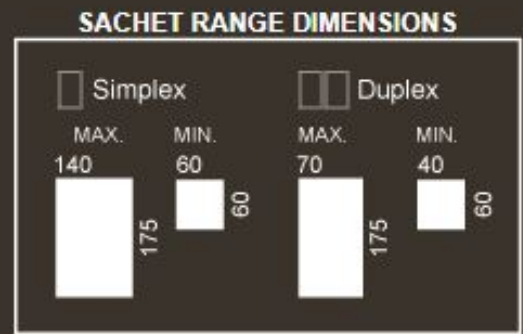 SACHET RANGE DIMENSIONS
Simplex
MAX. MIN.
140 60
175 60
Duplex
MAX. MIN.
70 40
175 60